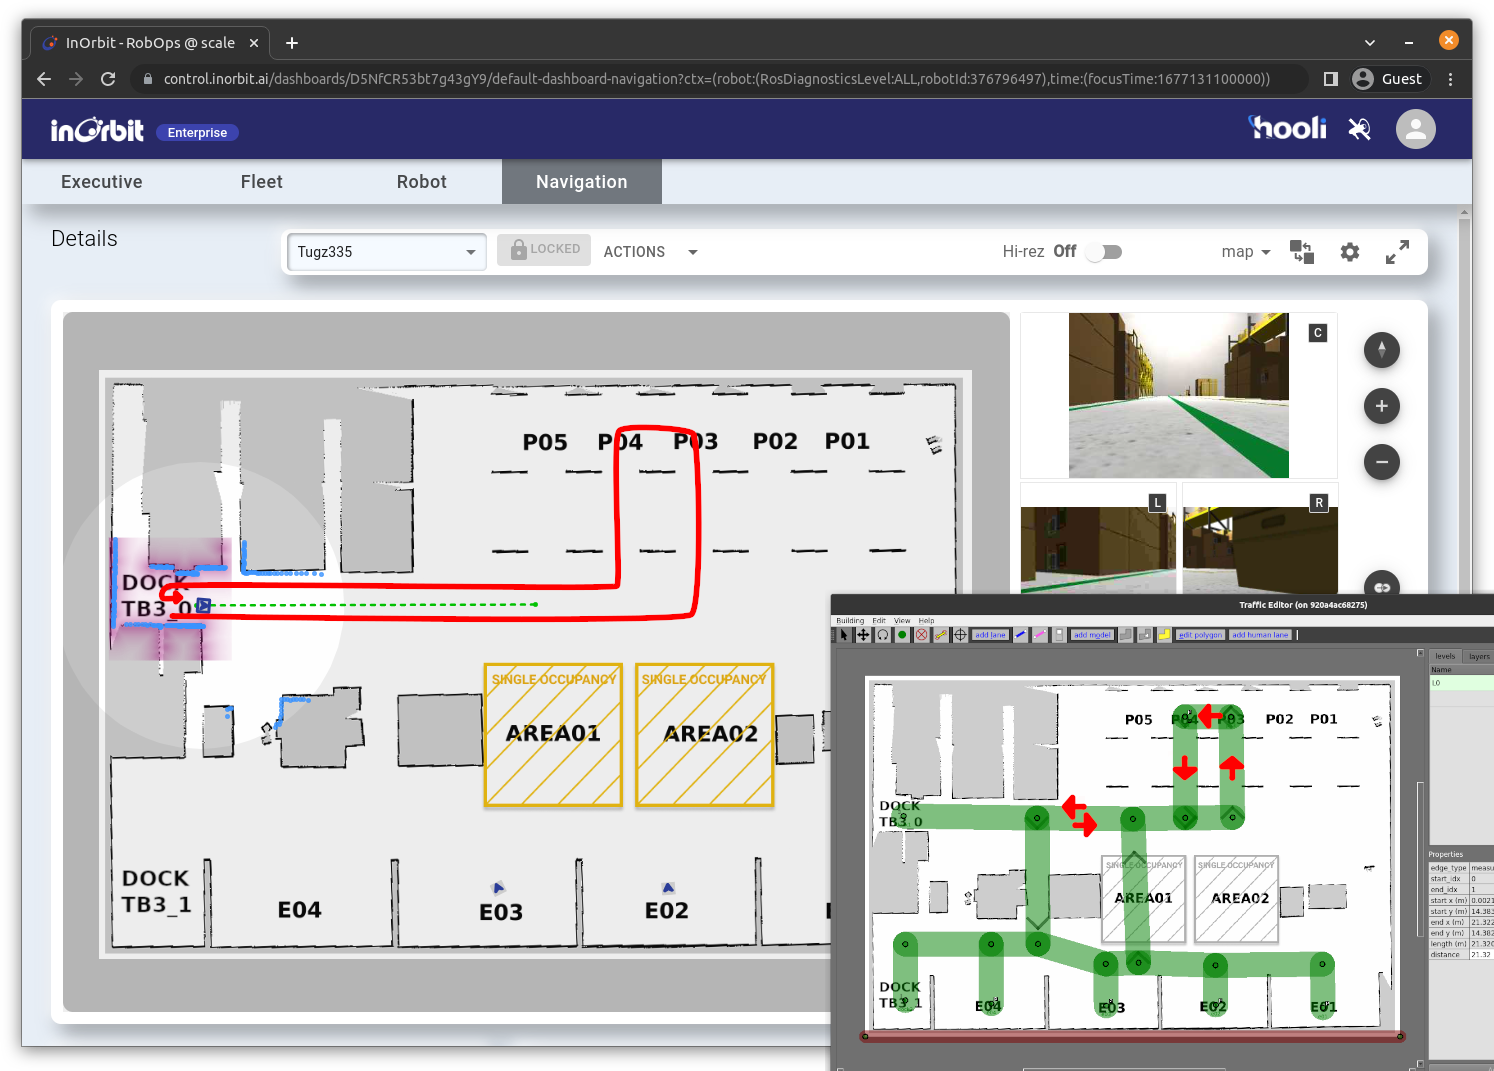 InOrbit - RobOps @ scale
control.inorbit.ai/dashboards/D5NfCR53bt7g43gY9/default-dashboard-navigation?ctx=(robot:(RosDiagnosticsLevel:ALL,robotId:376796497),time:(focusTime:1677131100000))
Guest
inOrbit Enterprise
hooli
Executive Fleet Robot Navigation
Details
Tugz335 LOCKED ACTIONS Hi-rez Off map
C
P05 P04 P03 P02 P01
L R
DOCK
TB3_0
SINGLE OCCUPANCY SINGLE OCCUPANCY
AREA01 AREA02
DOCK
TB3_1
E04 E03 E02
Traffic Editor (on 920a4ac68275)
Building Edit View Help
add lane add model edit polygon add human lane
levels layers
Name
L0
P05 P04 P03 P02 P01
DOCK
TB3_0
SINGLE OCCUPANCY SINGLE OCCUPANCY
AREA01 AREA02
DOCK
TB3_1
E04 E03 E02 E01
Properties
edge_type measu
start_idx 0
end_idx 1
start x (m) 0.0021
start y (m) 14.383
end x (m) 21.322
end y (m) 14.382
length (m) 21.320
distance 21.32